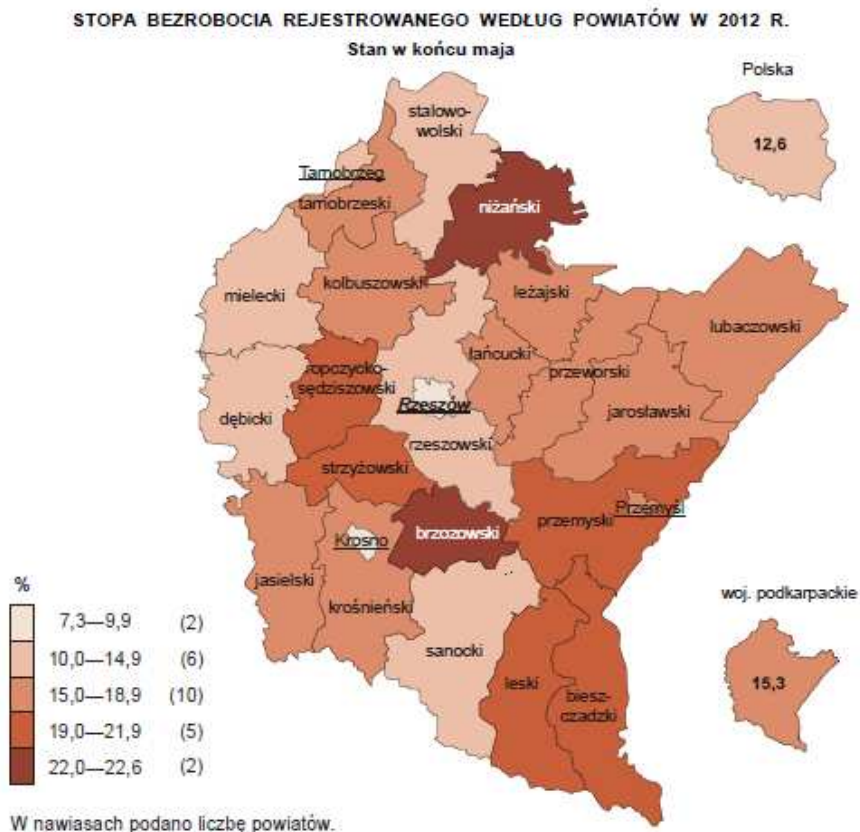 STOPA BEZROBOCIA REJESTROWANEGO WEDŁUG POWIATÓW W 2012 R.
Stan w końcu maja
Polska
12,6
stalowo-
wolski
Tarnobrzeg
tarnobrzeski
niżański
mielecki
kolbuszowski
leżajski
lubaczowski
łańcucki
ropczycko-
sędziszowski
przeworski
Rzeszów
dębicki
jarosławski
rzeszowski
strzyżowski
Przemyśl
przemyski
brzozowski
Krosno
jasielski
krośnieński
sanocki
leski
biesz-
czadzki
woj. podkarpackie
15,3
%
7,3—9,9 (2)
10,0—14,9 (6)
15,0—18,9 (10)
19,0—21,9 (5)
22,0—22,6 (2)
W nawiasach podano liczbę powiatów.